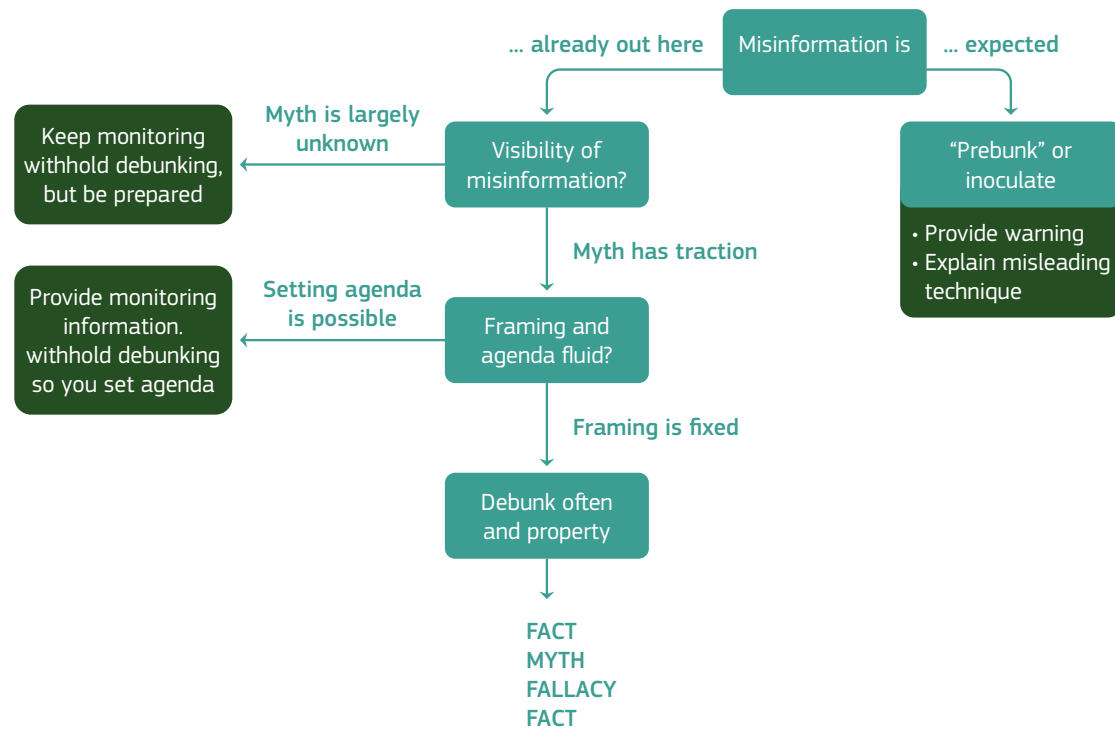 ... already out here
Misinformation is
... expected
Myth is largely
unknown
Keep monitoring
withhold debunking,
but be prepared
Visibility of
misinformation?
“Prebunk” or
inoculate
• Provide warning
• Explain misleading
technique
Myth has traction
Setting agenda
is possible
Provide monitoring
information.
withhold debunking
so you set agenda
Framing and
agenda fluid?
Framing is fixed
Debunk often
and property
FACT
MYTH
FALLACY
FACT